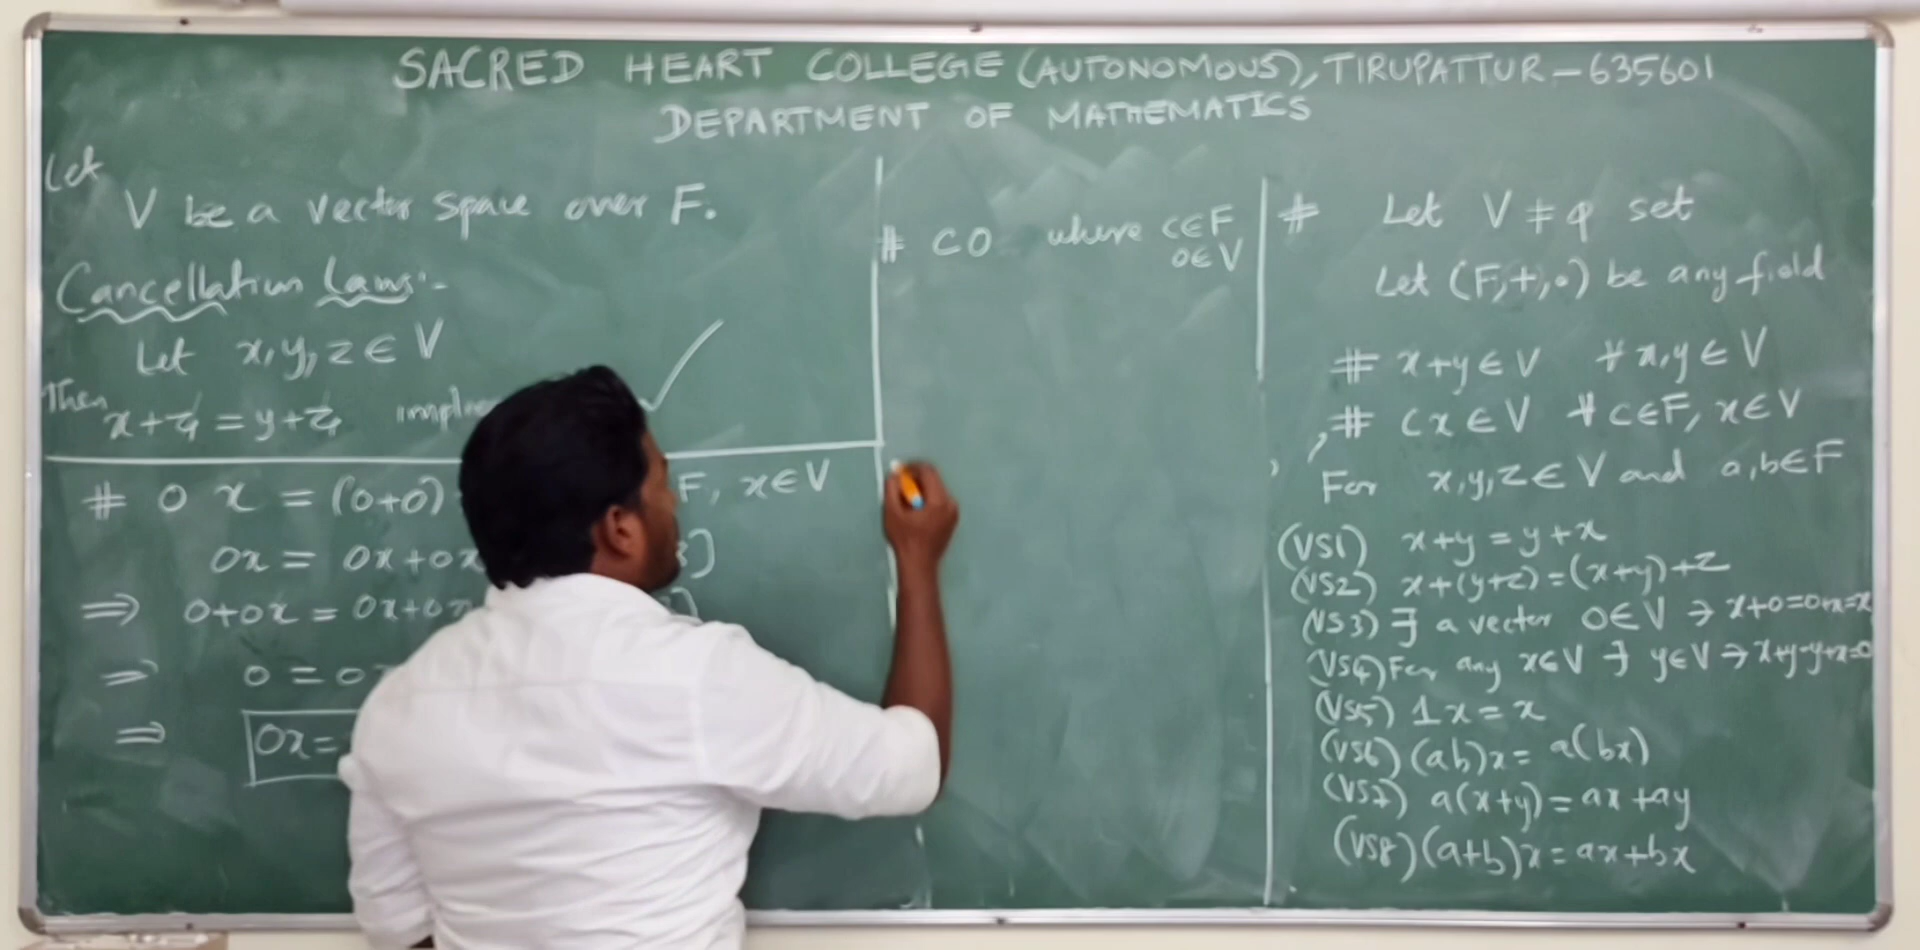 SACRED HEART COLLEGE (AUTONOMOUS), TIRUPATTUR – 635601
DEPARTMENT OF MATHEMATICS
Let
V be a vector space over F.
Cancellation Laws:-
Let x,y,z ∈ V
Then
x+z = y+z
# 0 x = (0+0) F, x∈V
0x = 0x+0x
⇒ 0+0x = 0x+0x
⇒ 0 = 0
⇒ 0x=
# c0 where c∈F
0∈V
# Let V ≠ φ set
Let (F,+,·) be any field
# x+y ∈ V ∀ x,y ∈ V
# cx ∈ V ∀ c∈F, x∈V
For x,y,z ∈ V and a,b∈F
(VS1) x+y = y+x
(VS2) x+(y+z)=(x+y)+z
(VS3) ∃ a vector 0∈V → x+0=0+x=x
(VS4) For any x∈V ∃ y∈V → x+y=y+x=0
(VS5) 1x = x
(VS6) (ab)x = a(bx)
(VS7) a(x+y) = ax+ay
(VS8) (a+b)x = ax+bx